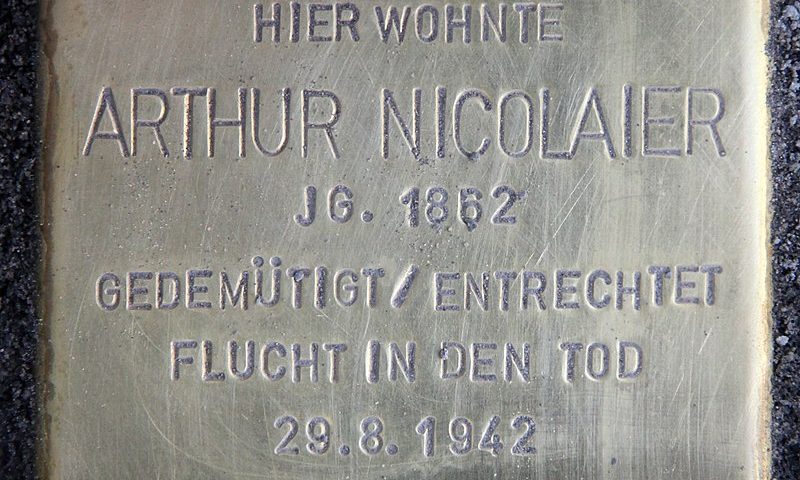 HIER WOHNTE
ARTHUR NICOLAIER
JG. 1862
GEDEMÜTIGT / ENTRECHTET
FLUCHT IN DEN TOD
29.8.1942